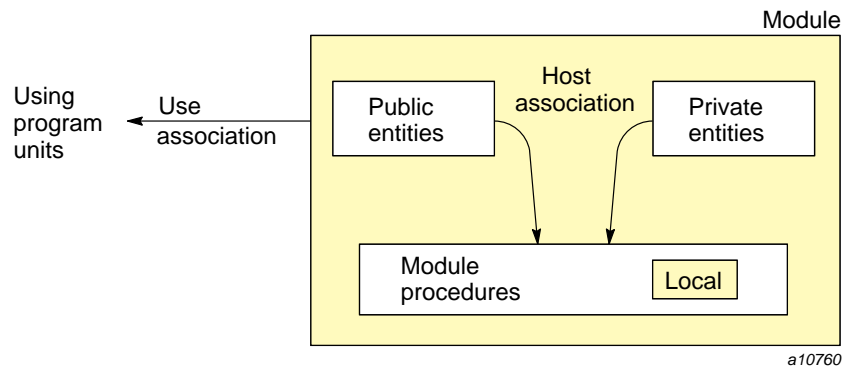 Module
Using
program
units
Use
association
Public
entities
Host
association
Private
entities
Module
procedures
Local
a10760